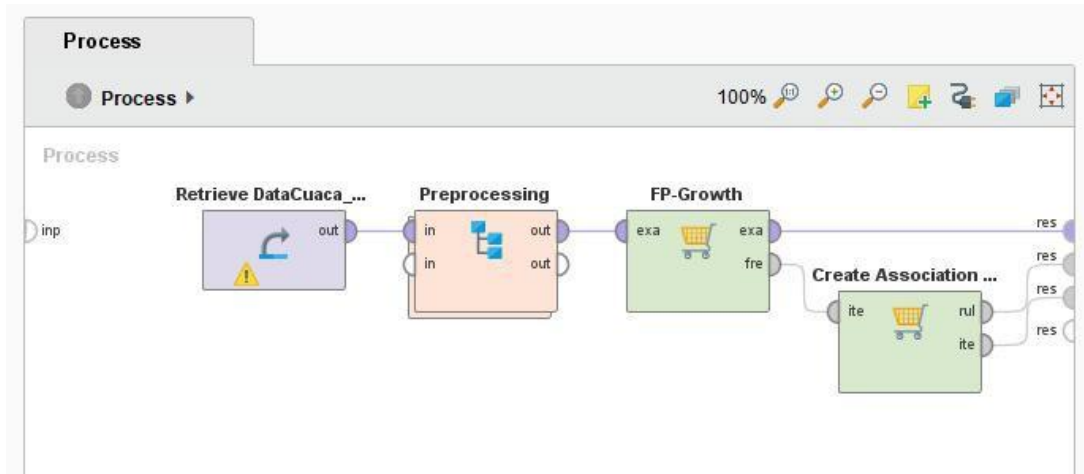 Process
Process
100%
Process
Retrieve DataCuaca_...
Preprocessing
FP-Growth
inp
out
in
out
in
out
exa
exa
fre
res
res
res
res
Create Association ...
ite
rul
ite